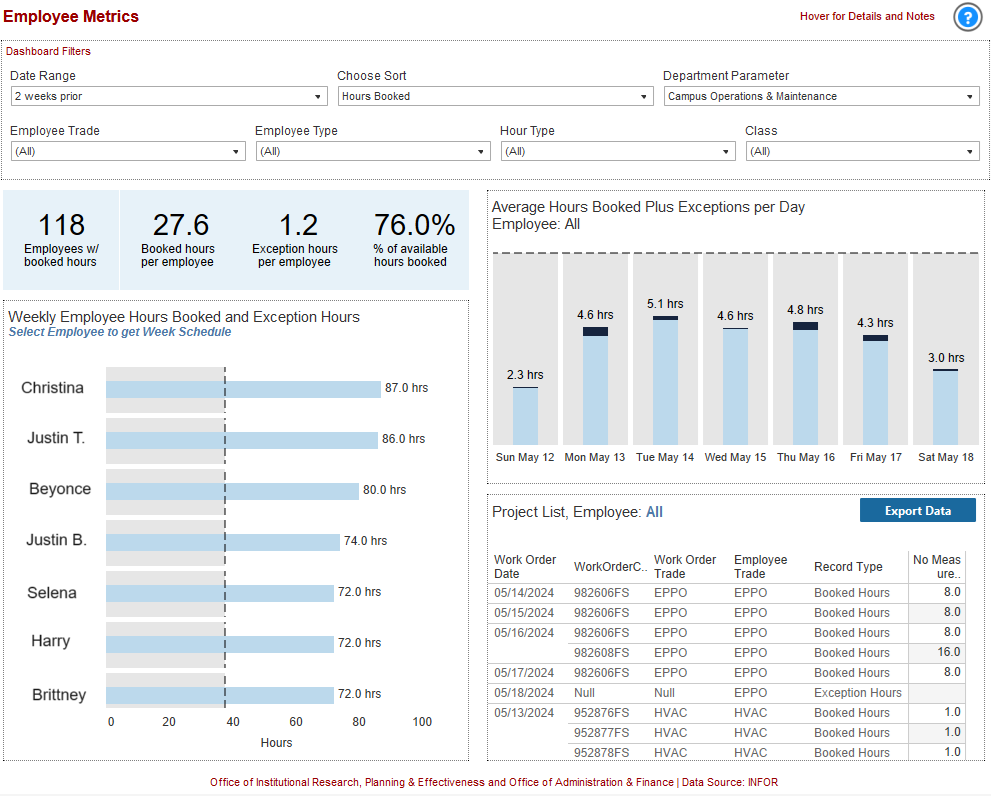 Employee Metrics
Hover for Details and Notes
?
Dashboard Filters
Date Range
Choose Sort
Department Parameter
2 weeks prior
Hours Booked
Campus Operations & Maintenance
Employee Trade
Employee Type
Hour Type
Class
(All)
(All)
(All)
(All)
118
Employees w/
booked hours
27.6
Booked hours
per employee
1.2
Exception hours
per employee
76.0%
% of available
hours booked
Weekly Employee Hours Booked and Exception Hours
Select Employee to get Week Schedule
Christina
87.0 hrs
Justin T.
86.0 hrs
Beyonce
80.0 hrs
Justin B.
74.0 hrs
Selena
72.0 hrs
Harry
72.0 hrs
Brittney
72.0 hrs
0 20 40 60 80 100
Hours
Average Hours Booked Plus Exceptions per Day
Employee: All
2.3 hrs
4.6 hrs
5.1 hrs
4.6 hrs
4.8 hrs
4.3 hrs
3.0 hrs
Sun May 12 Mon May 13 Tue May 14 Wed May 15 Thu May 16 Fri May 17 Sat May 18
Project List, Employee: All
Export Data
Work Order
Date
WorkOrderC..
Work Order
Trade
Employee
Trade
Record Type
No Meas
ure..
05/14/2024 982606FS EPPO EPPO Booked Hours 8.0
05/15/2024 982606FS EPPO EPPO Booked Hours 8.0
05/16/2024 982606FS EPPO EPPO Booked Hours 8.0
982608FS EPPO EPPO Booked Hours 16.0
05/17/2024 982606FS EPPO EPPO Booked Hours 8.0
05/18/2024 Null Null EPPO Exception Hours
05/13/2024 952876FS HVAC HVAC Booked Hours 1.0
952877FS HVAC HVAC Booked Hours 1.0
952878FS HVAC HVAC Booked Hours 1.0
Office of Institutional Research, Planning & Effectiveness and Office of Administration & Finance | Data Source: INFOR